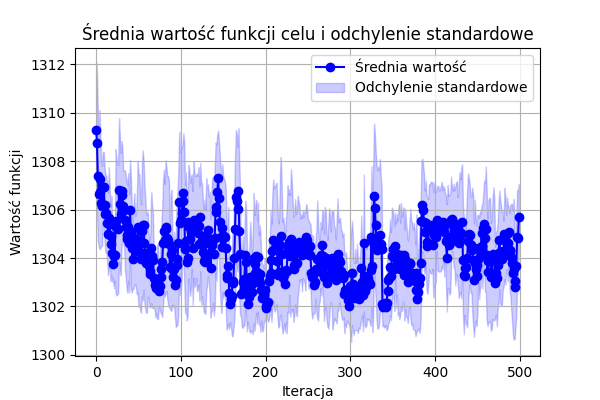 Średnia wartość funkcji celu i odchylenie standardowe
Średnia wartość
Odchylenie standardowe
Wartość funkcji
1312
1310
1308
1306
1304
1302
1300
0 100 200 300 400 500
Iteracja